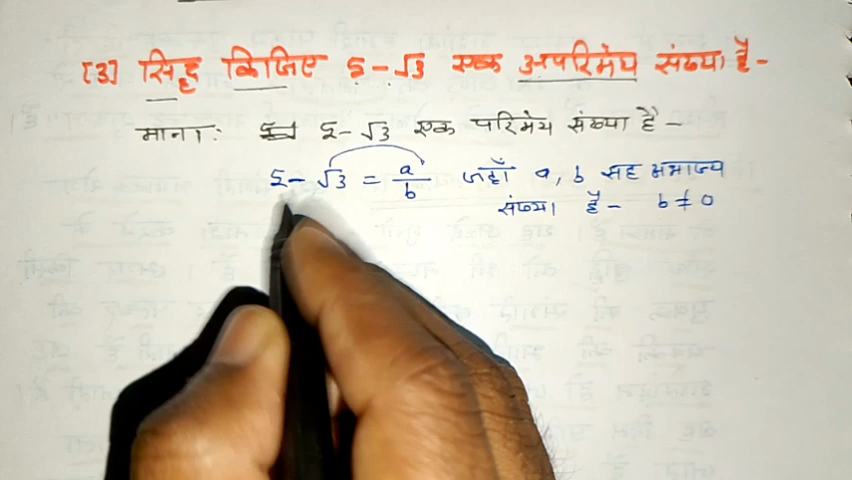 [3] सिद्ध किजिए 5-√3 एक अपरिमेय संख्या है-
माना: 5-√3 एक परिमेय संख्या है-
5-√3 = a/b जहाँ a, b सह अभाज्य
संख्या है- b≠0